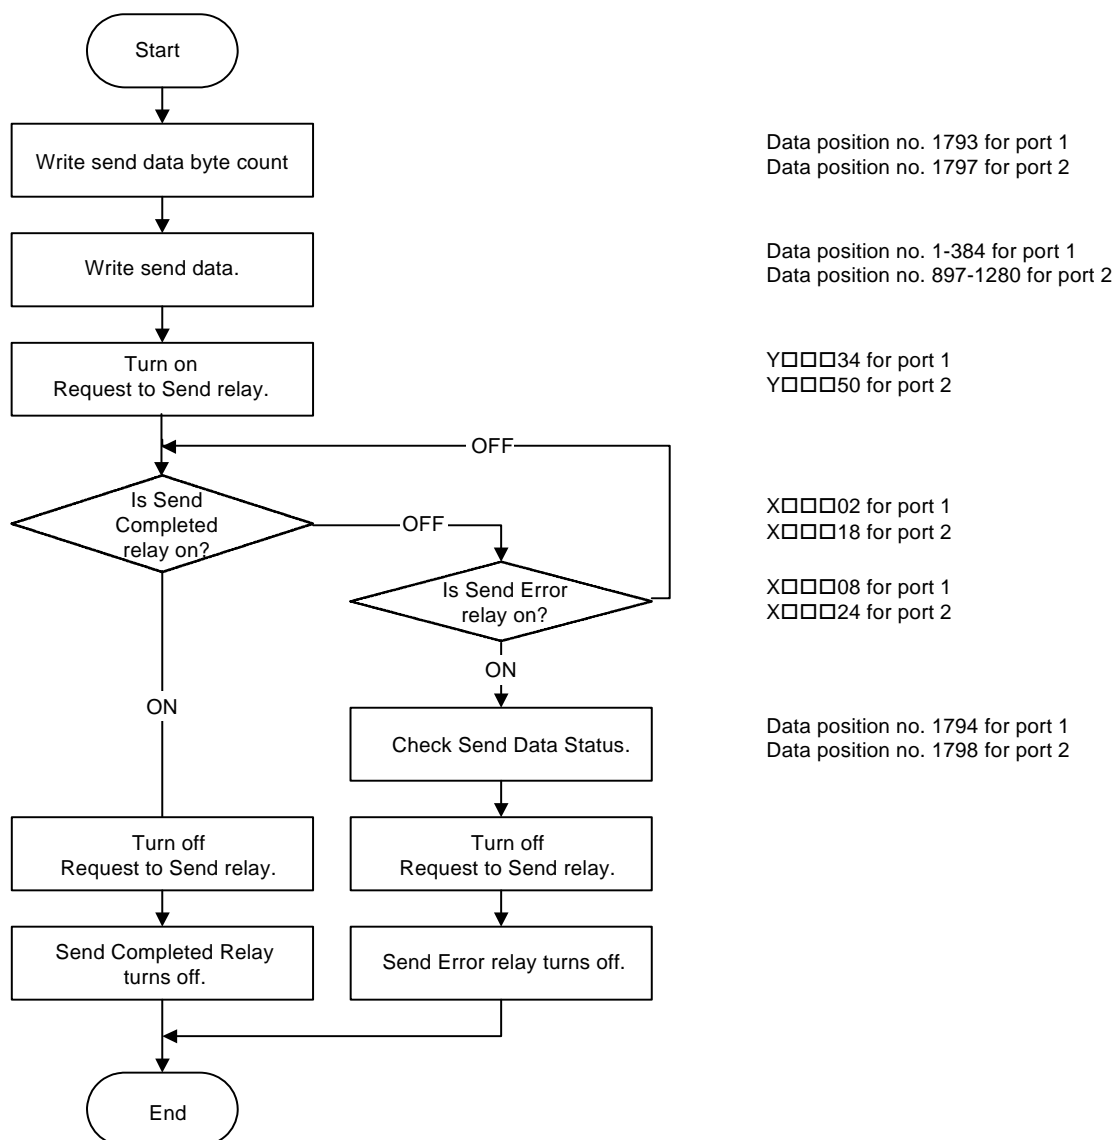 Start
Write send data byte count
Data position no. 1793 for port 1
Data position no. 1797 for port 2
Write send data.
Data position no. 1-384 for port 1
Data position no. 897-1280 for port 2
Turn on
Request to Send relay.
Y□□□34 for port 1
Y□□□50 for port 2
OFF
Is Send
Completed
relay on?
OFF
X□□□02 for port 1
X□□□18 for port 2
Is Send Error
relay on?
X□□□08 for port 1
X□□□24 for port 2
ON
ON
Check Send Data Status.
Data position no. 1794 for port 1
Data position no. 1798 for port 2
Turn off
Request to Send relay.
Turn off
Request to Send relay.
Send Completed Relay
turns off.
Send Error relay turns off.
End